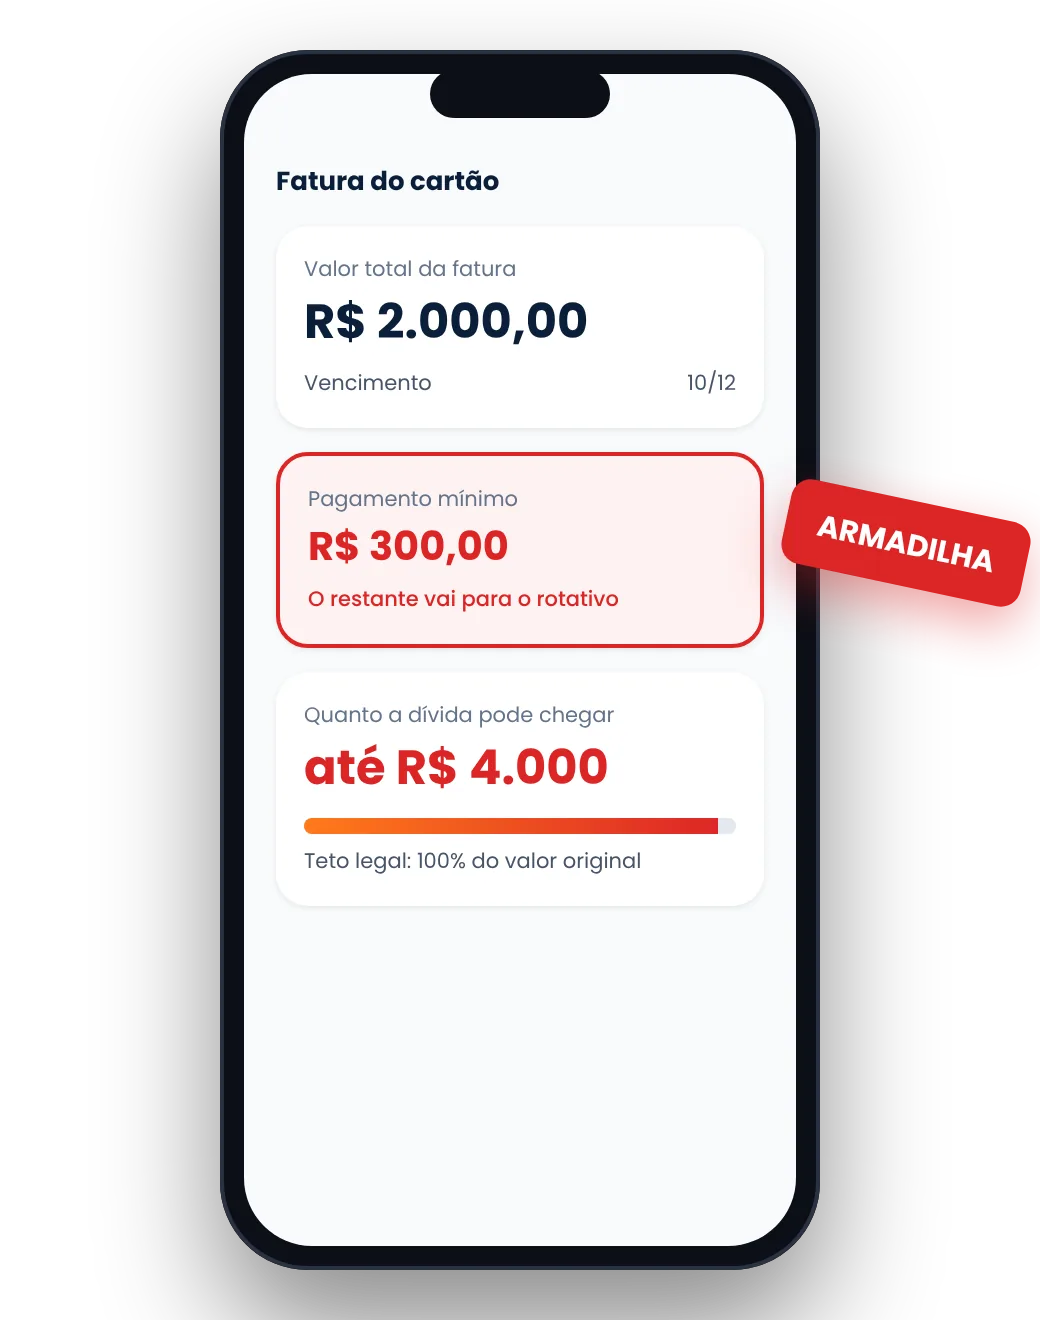 Fatura do cartão
Valor total da fatura
R$ 2.000,00
Vencimento 10/12
Pagamento mínimo
R$ 300,00
O restante vai para o rotativo
ARMADILHA
Quanto a dívida pode chegar
até R$ 4.000
Teto legal: 100% do valor original